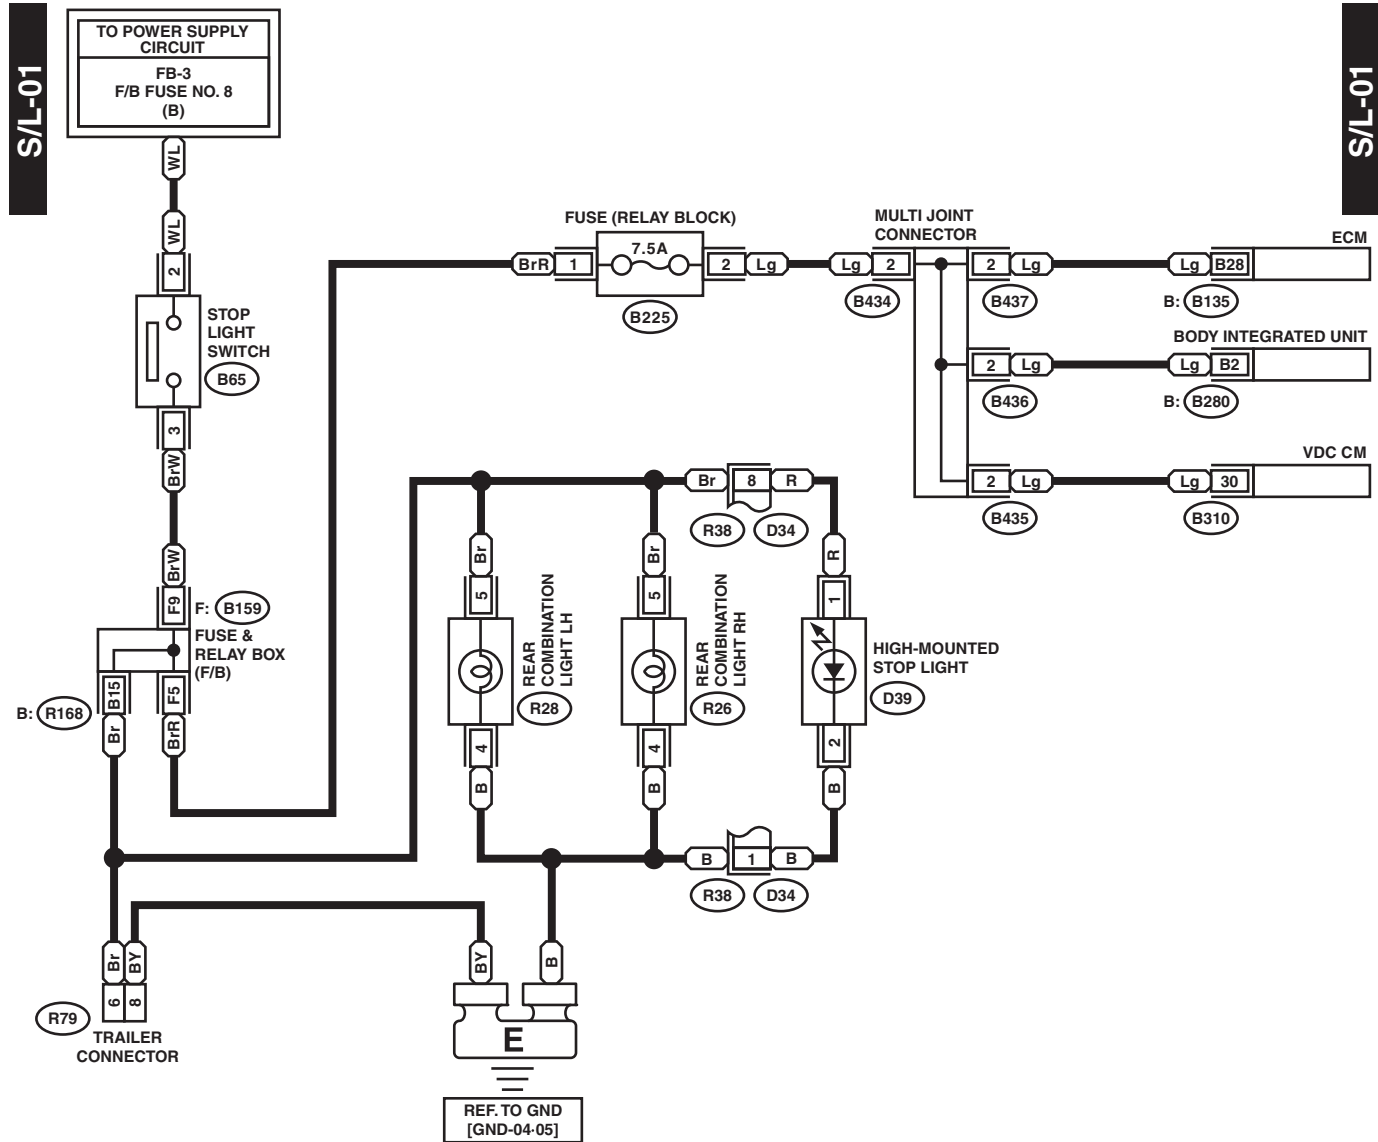 S/L-01
S/L-01
TO POWER SUPPLY
CIRCUIT
FB-3
F/B FUSE NO. 8
(B)
WL
WL
2
STOP
LIGHT
SWITCH
B65
3
BrW
BrW
F9
F: B159
FUSE &
RELAY BOX
(F/B)
B15
F5
B: R168
Br
BrR
FUSE (RELAY BLOCK)
BrR
1
7.5A
2
Lg
B225
MULTI JOINT
CONNECTOR
Lg
2
B434
2
Lg
B437
ECM
Lg
B28
B: B135
2
Lg
B436
BODY INTEGRATED UNIT
Lg
B2
B: B280
2
Lg
B435
VDC CM
Lg
30
B310
Br
8
R
R38
D34
Br
5
REAR
COMBINATION
LIGHT LH
R28
4
B
Br
5
REAR
COMBINATION
LIGHT RH
R26
4
B
R
1
HIGH-MOUNTED
STOP LIGHT
D39
2
B
B
1
B
R38
D34
Br
BY
6
8
R79
TRAILER
CONNECTOR
BY
B
E
REF. TO GND
[GND-04·05]